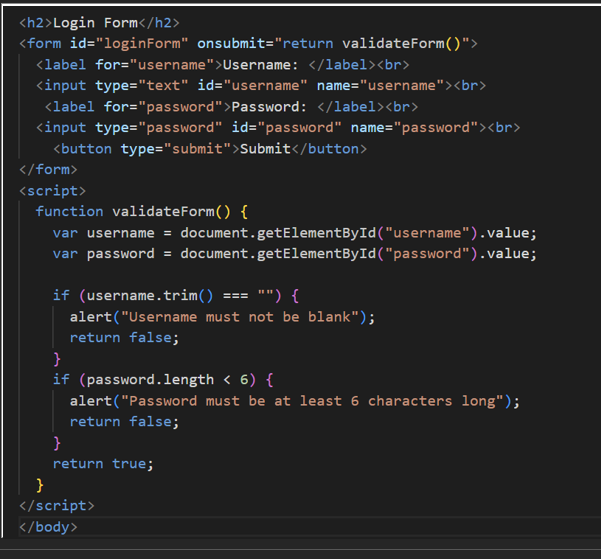 <h2>Login Form</h2>
<form id="loginForm" onsubmit="return validateForm()">
  <label for="username">Username: </label><br>
  <input type="text" id="username" name="username"><br>
   <label for="password">Password: </label><br>
  <input type="password" id="password" name="password"><br>
    <button type="submit">Submit</button>
</form>
<script>
  function validateForm() {
    var username = document.getElementById("username").value;
    var password = document.getElementById("password").value;

    if (username.trim() === "") {
      alert("Username must not be blank");
      return false;
    }
    if (password.length < 6) {
      alert("Password must be at least 6 characters long");
      return false;
    }
    return true;
  }
</script>
</body>